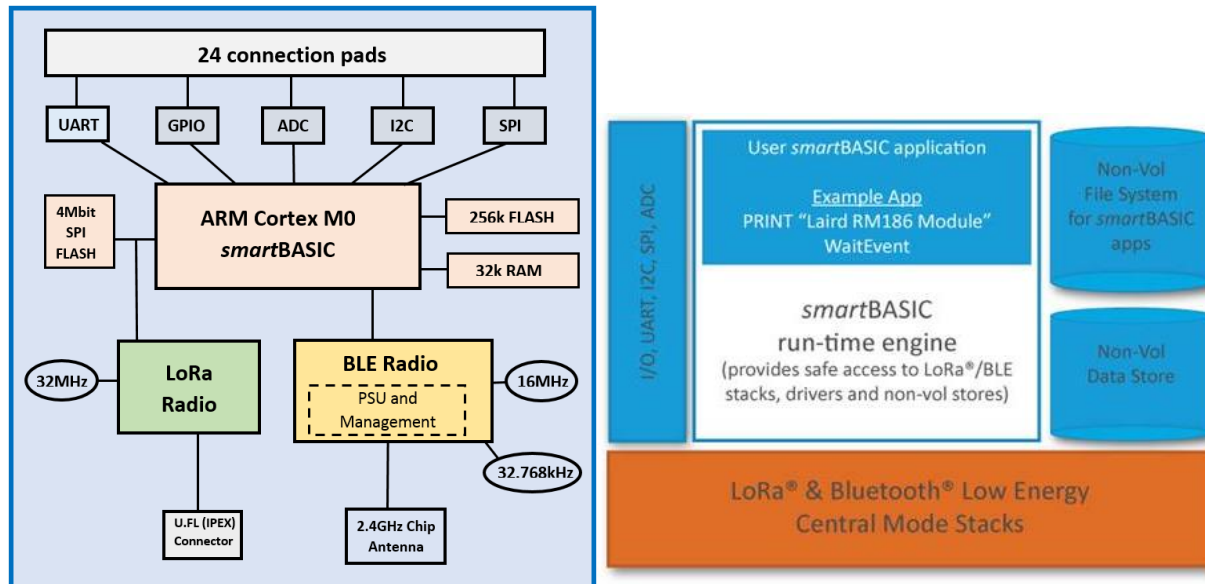 24 connection pads
UART
GPIO
ADC
I2C
SPI
4Mbit
SPI
FLASH
ARM Cortex M0
smartBASIC
256k FLASH
32k RAM
32MHz
LoRa
Radio
BLE Radio
PSU and
Management
16MHz
32.768kHz
U.FL (IPEX)
Connector
2.4GHz Chip
Antenna
I/O, UART, I2C, SPI, ADC
User smartBASIC application
Example App
PRINT “Laird RM186 Module”
WaitEvent
smartBASIC
run-time engine
(provides safe access to LoRa®/BLE
stacks, drivers and non-vol stores)
Non-Vol
File System
for smartBASIC
apps
Non-Vol
Data Store
LoRa® & Bluetooth® Low Energy
Central Mode Stacks